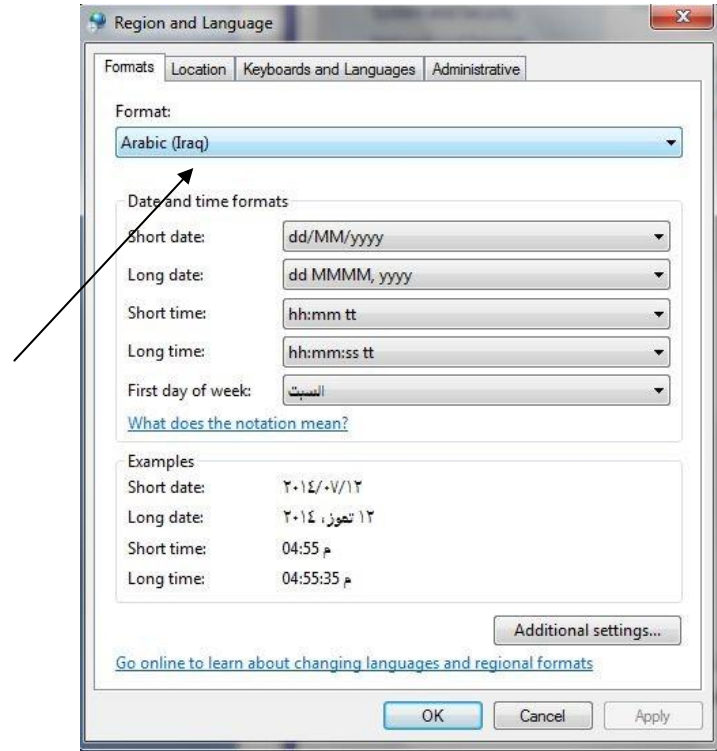 Region and Language
Formats Location Keyboards and Languages Administrative
Format:
Arabic (Iraq)
Date and time formats
Short date: dd/MM/yyyy
Long date: dd MMMM, yyyy
Short time: hh:mm tt
Long time: hh:mm:ss tt
First day of week: السبت
What does the notation mean?
Examples
Short date: ٢٠١٤/٠٧/١٢
Long date: ١٢ تموز، ٢٠١٤
Short time: 04:55 م
Long time: 04:55:35 م
Additional settings...
Go online to learn about changing languages and regional formats
OK Cancel Apply